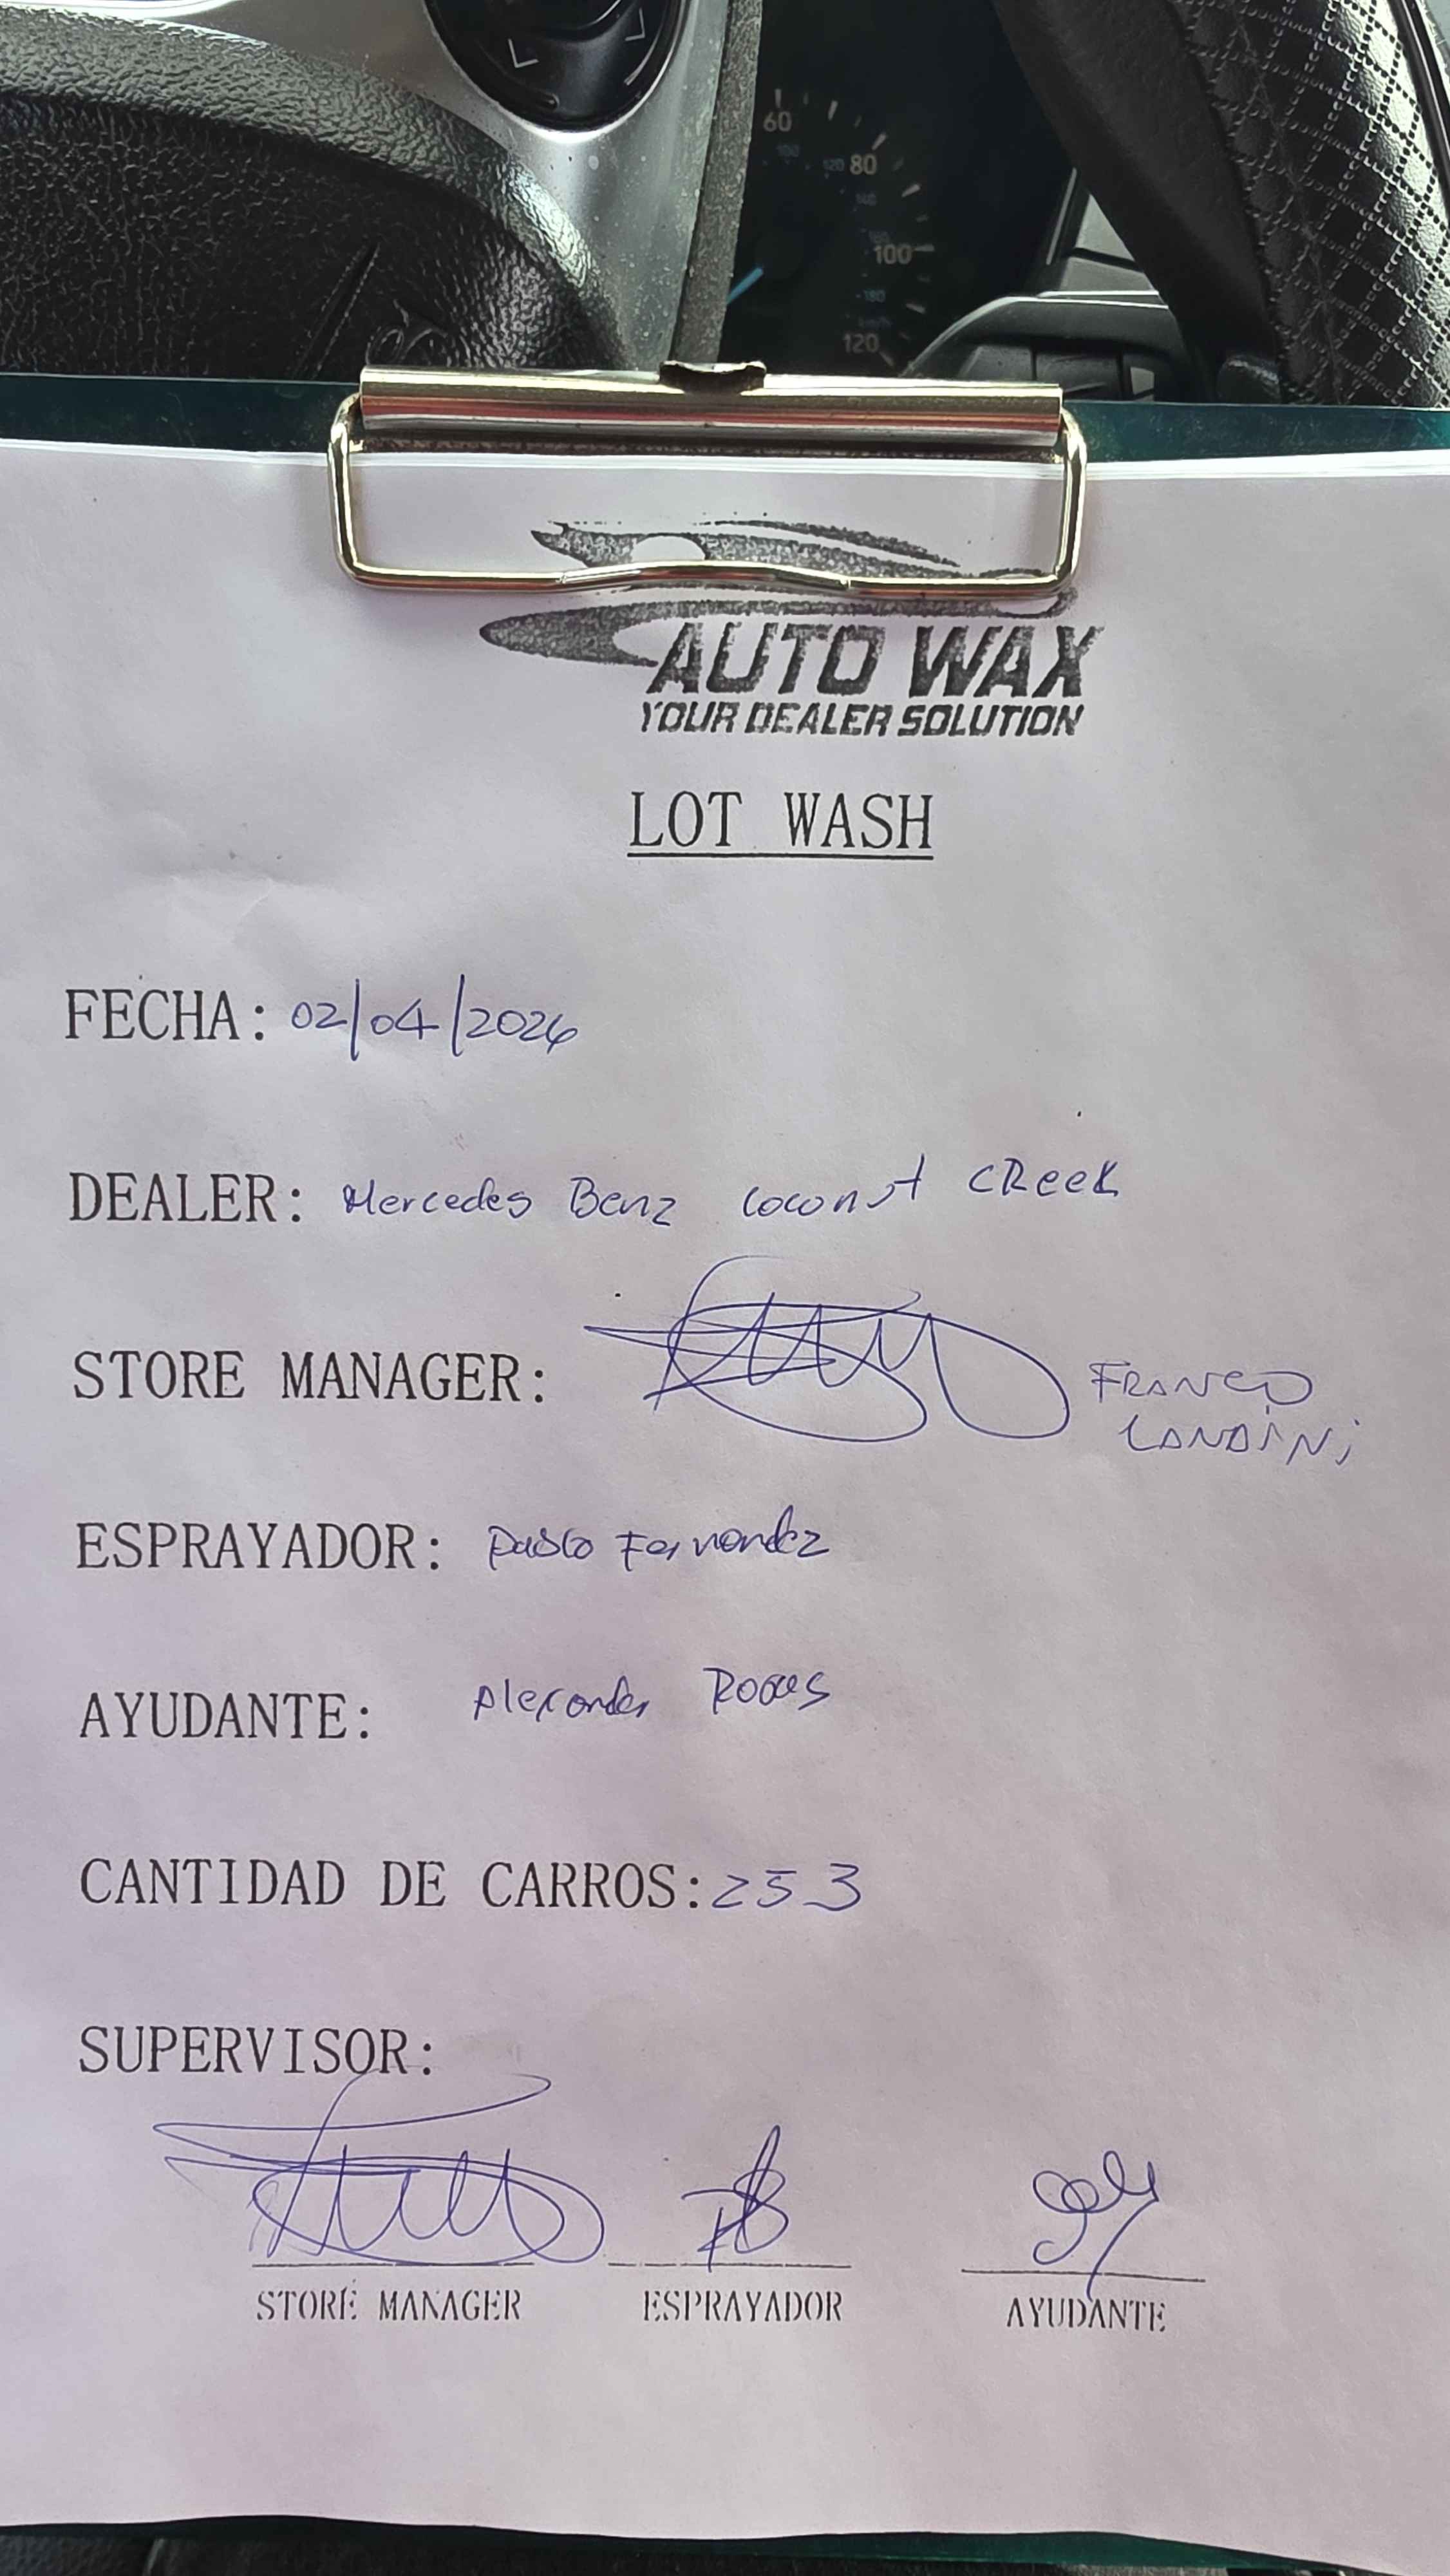 60
80
100
120
AUTO WAX
YOUR DEALER SOLUTION
LOT WASH
FECHA: 02/04/2026
DEALER: Mercedes Benz Coconut CReek
STORE MANAGER: FRANCO
LANDINI
ESPRAYADOR: Pablo Fernandez
AYUDANTE: Alexander
CANTIDAD DE CARROS: 253
SUPERVISOR:
STORE MANAGER ESPRAYADOR AYUDANTE